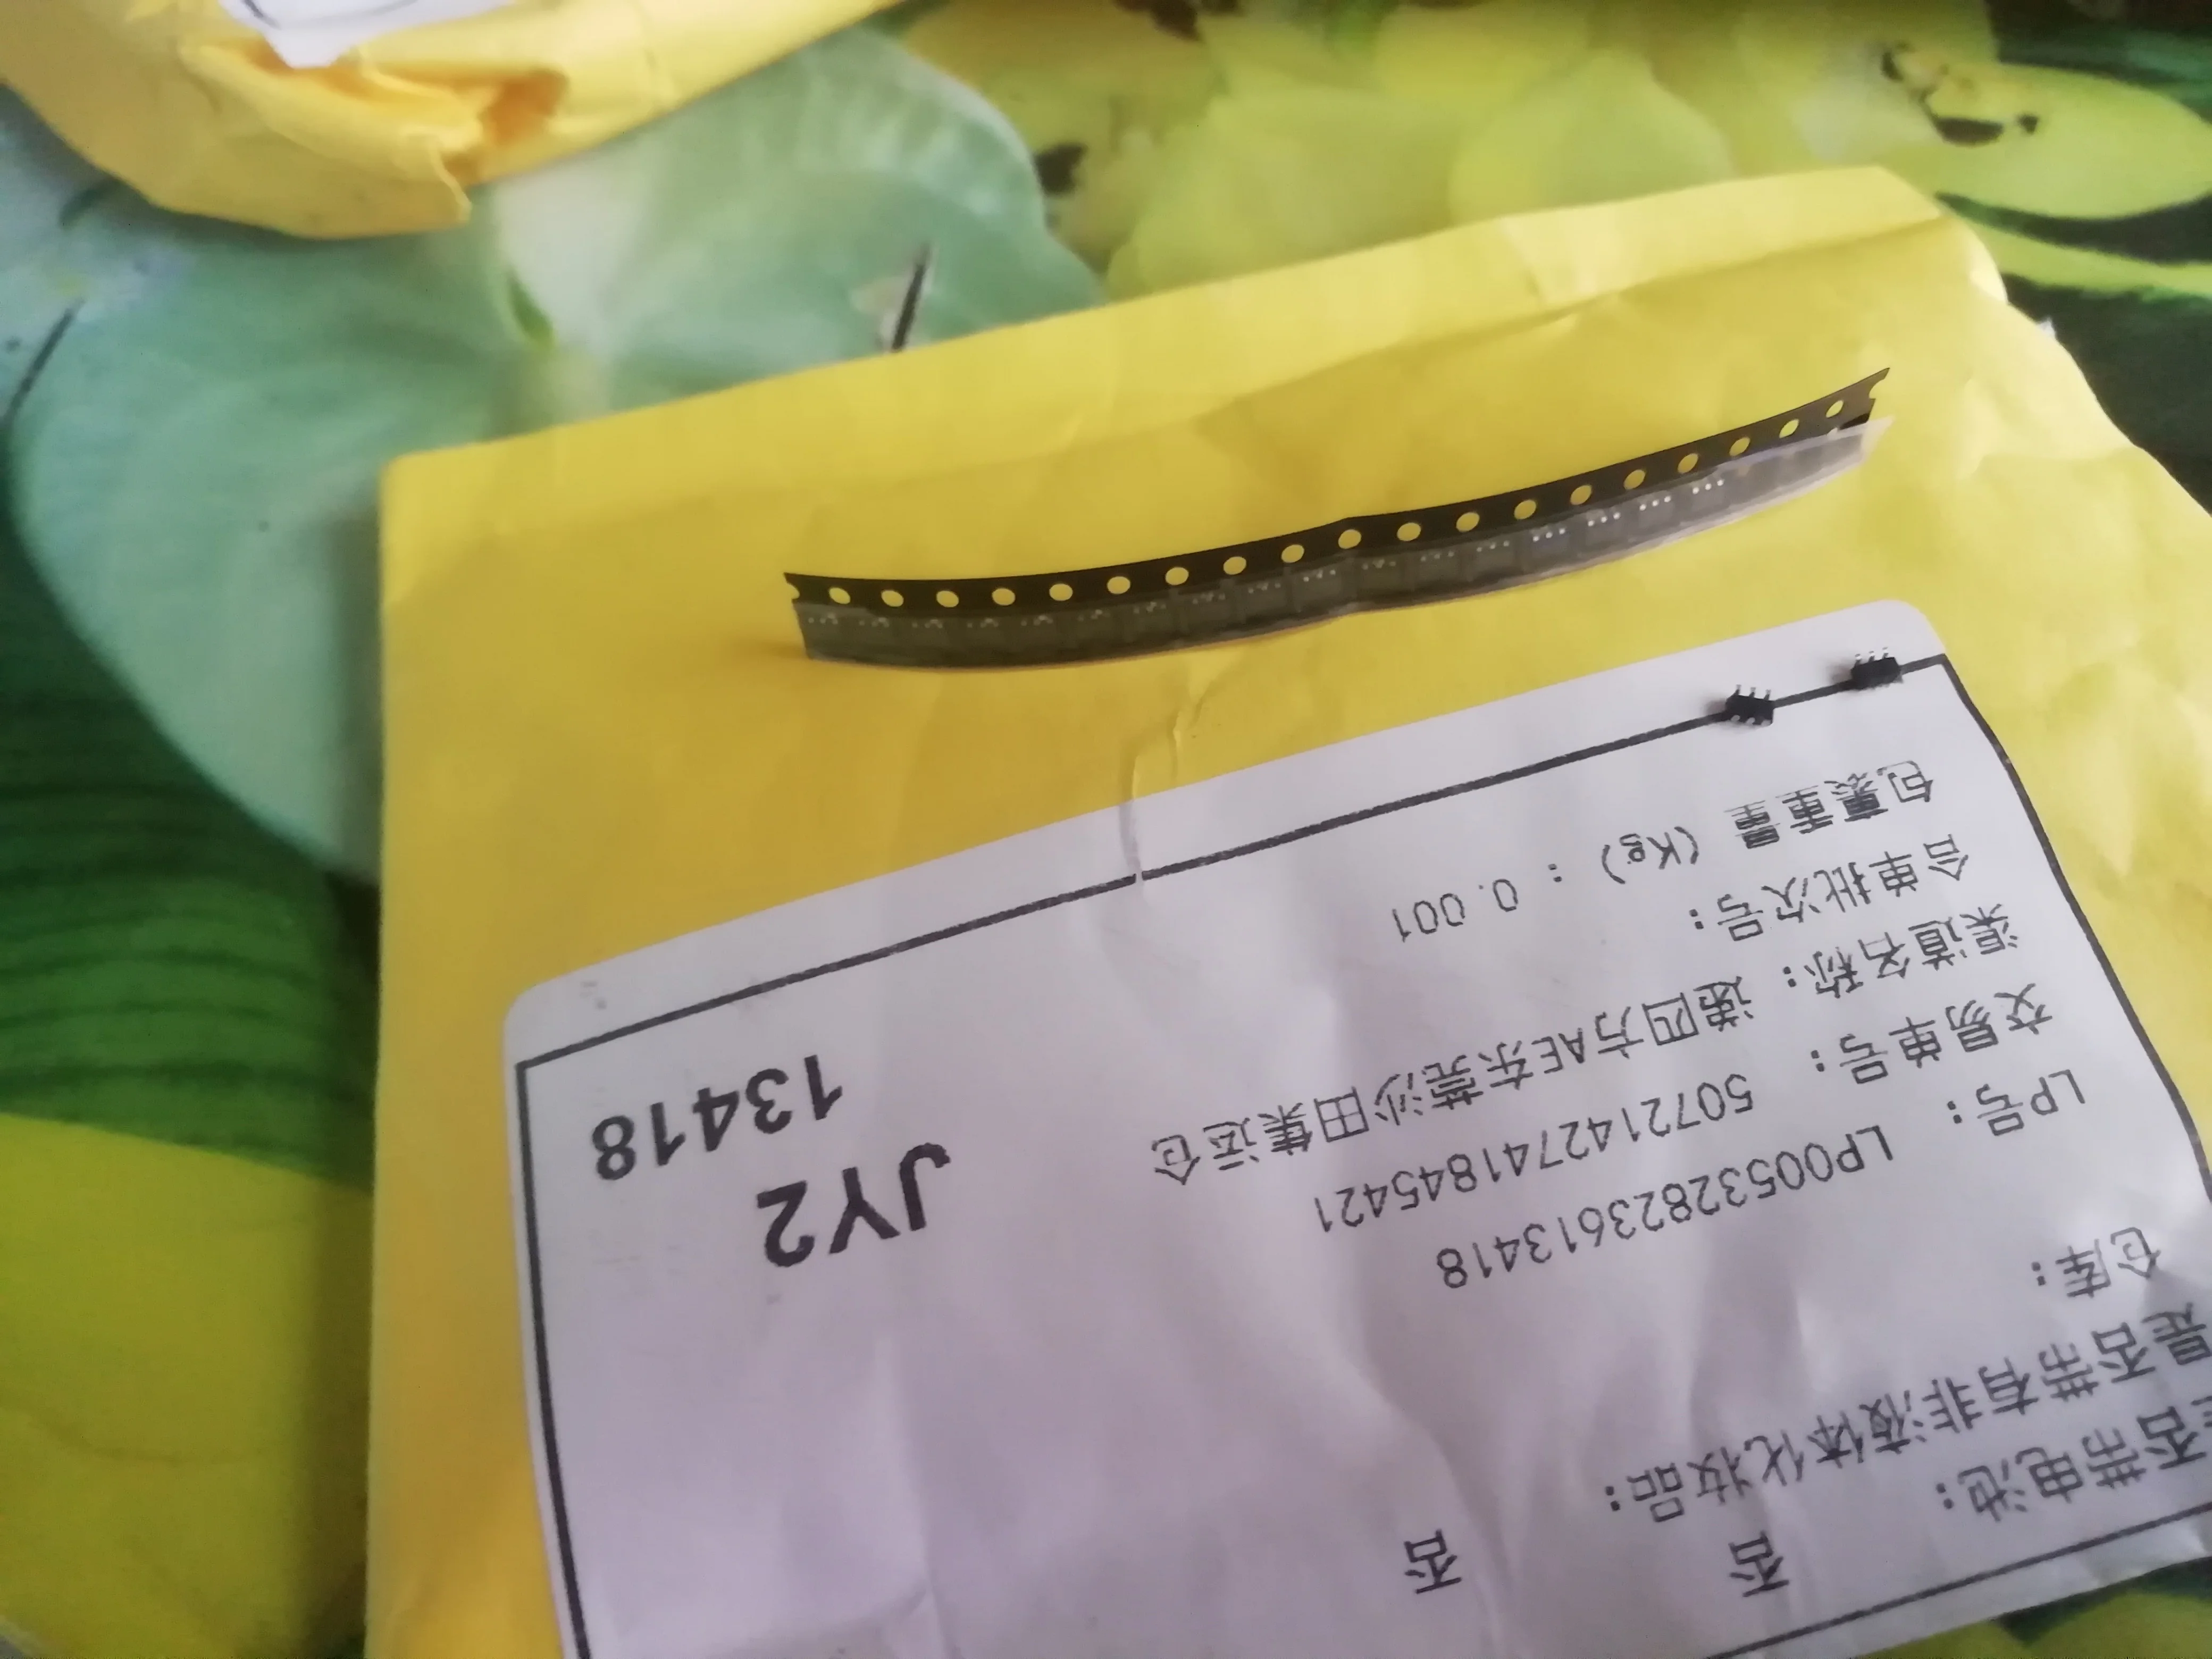 是否带电池： 否
是否带有非液体化妆品： 否
仓库：
LP号： LP00532823613418
交易单号： 5072142741845421
渠道名称：递四方AE东莞沙田集运仓
合单批次号：
包裹重量（Kg）：0.001
JY2
13418